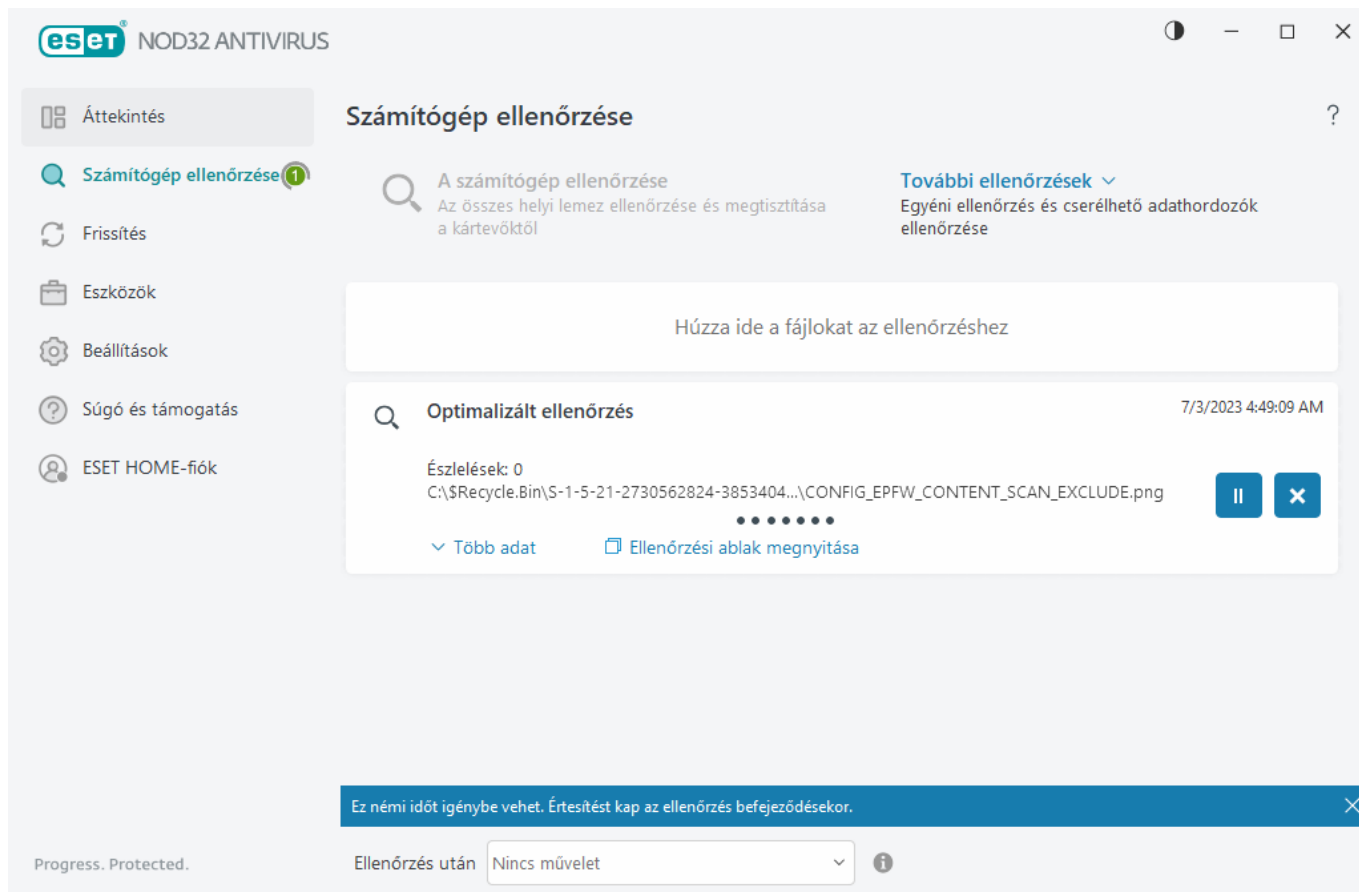 eset NOD32 ANTIVIRUS
Áttekintés
Számítógép ellenőrzése 1
Frissítés
Eszközök
Beállítások
Súgó és támogatás
ESET HOME-fiók
Progress. Protected.
Számítógép ellenőrzése ?
A számítógép ellenőrzése
Az összes helyi lemez ellenőrzése és megtisztítása
a kártevőktől
További ellenőrzések
Egyéni ellenőrzés és cserélhető adathordozók
ellenőrzése
Húzza ide a fájlokat az ellenőrzéshez
Optimalizált ellenőrzés 7/3/2023 4:49:09 AM
Észlelések: 0
C:\$Recycle.Bin\S-1-5-21-2730562824-3853404...\CONFIG_EPFW_CONTENT_SCAN_EXCLUDE.png
Több adat Ellenőrzési ablak megnyitása
Ez némi időt igénybe vehet. Értesítést kap az ellenőrzés befejeződésekor.
Ellenőrzés után Nincs művelet